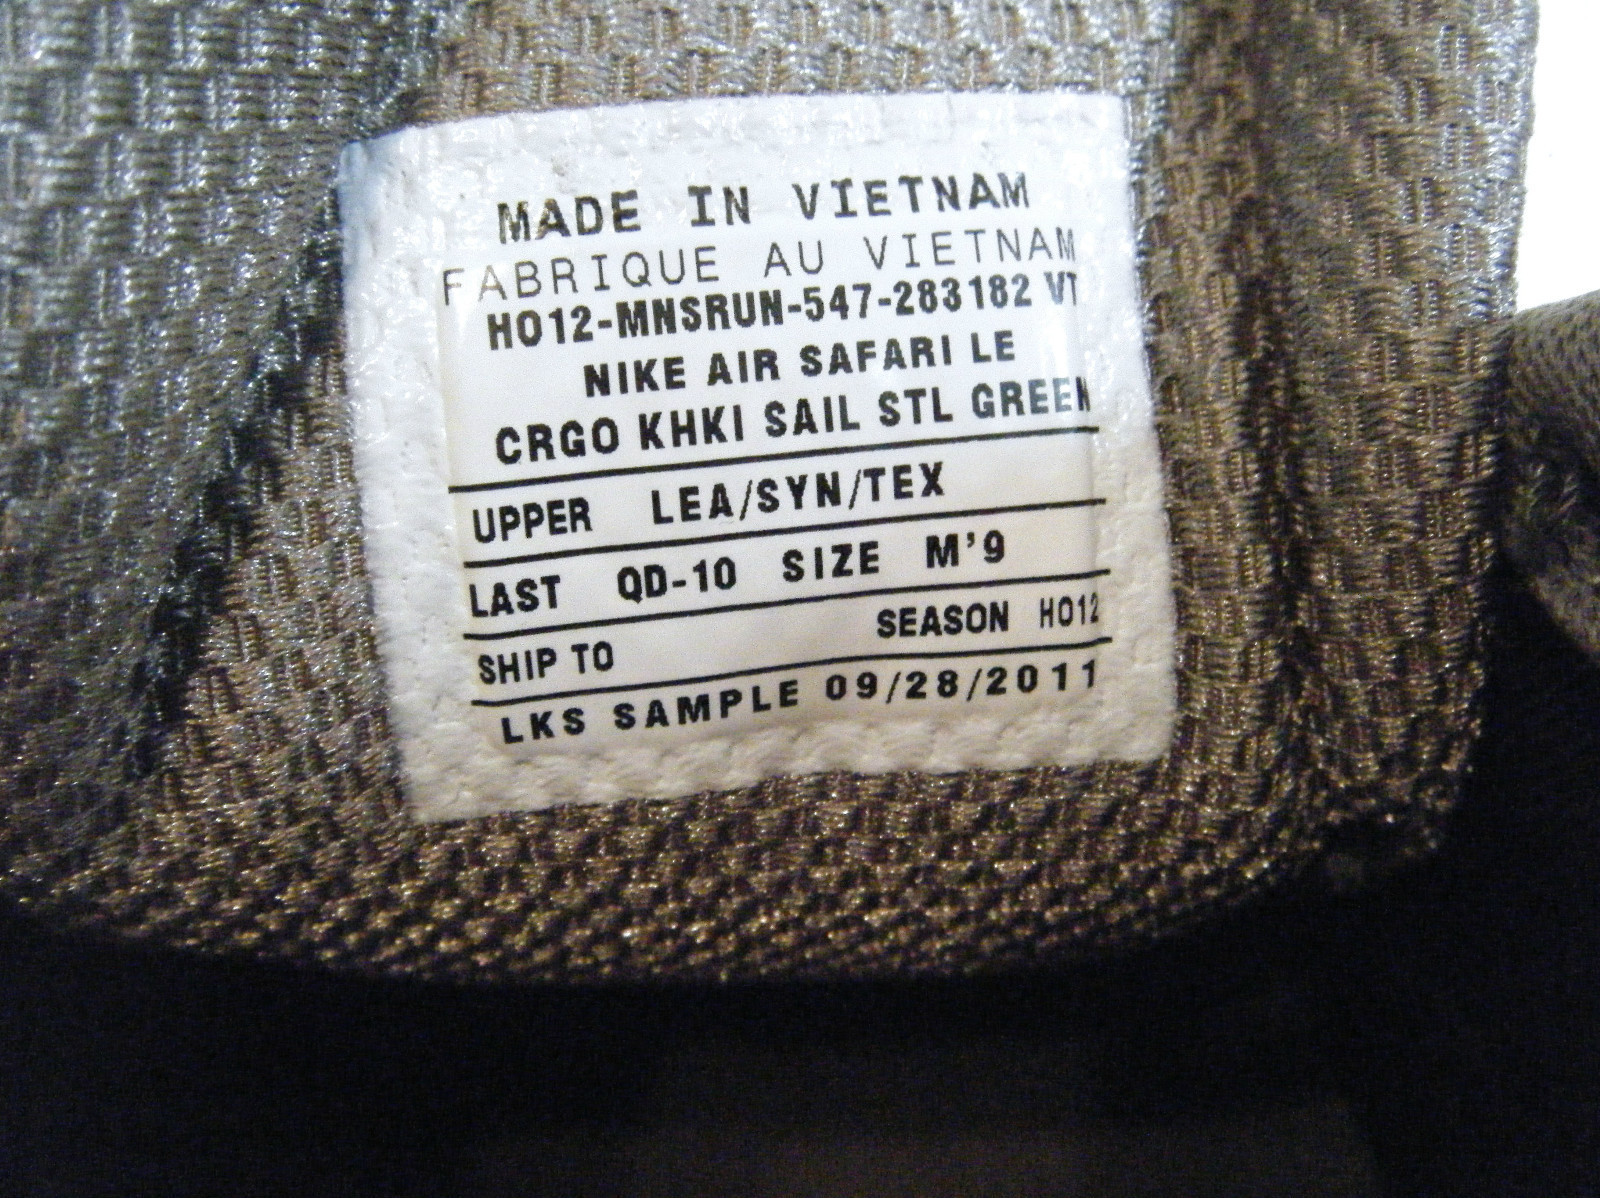 MADE IN VIETNAM
FABRIQUE AU VIETNAM
HO12-MNSRUN-547-283182 VT
NIKE AIR SAFARI LE
CRGO KHKI SAIL STL GREEN
UPPER LEA/SYN/TEX
LAST QD-10 SIZE M'9
SHIP TO SEASON HO12
LKS SAMPLE 09/28/2011